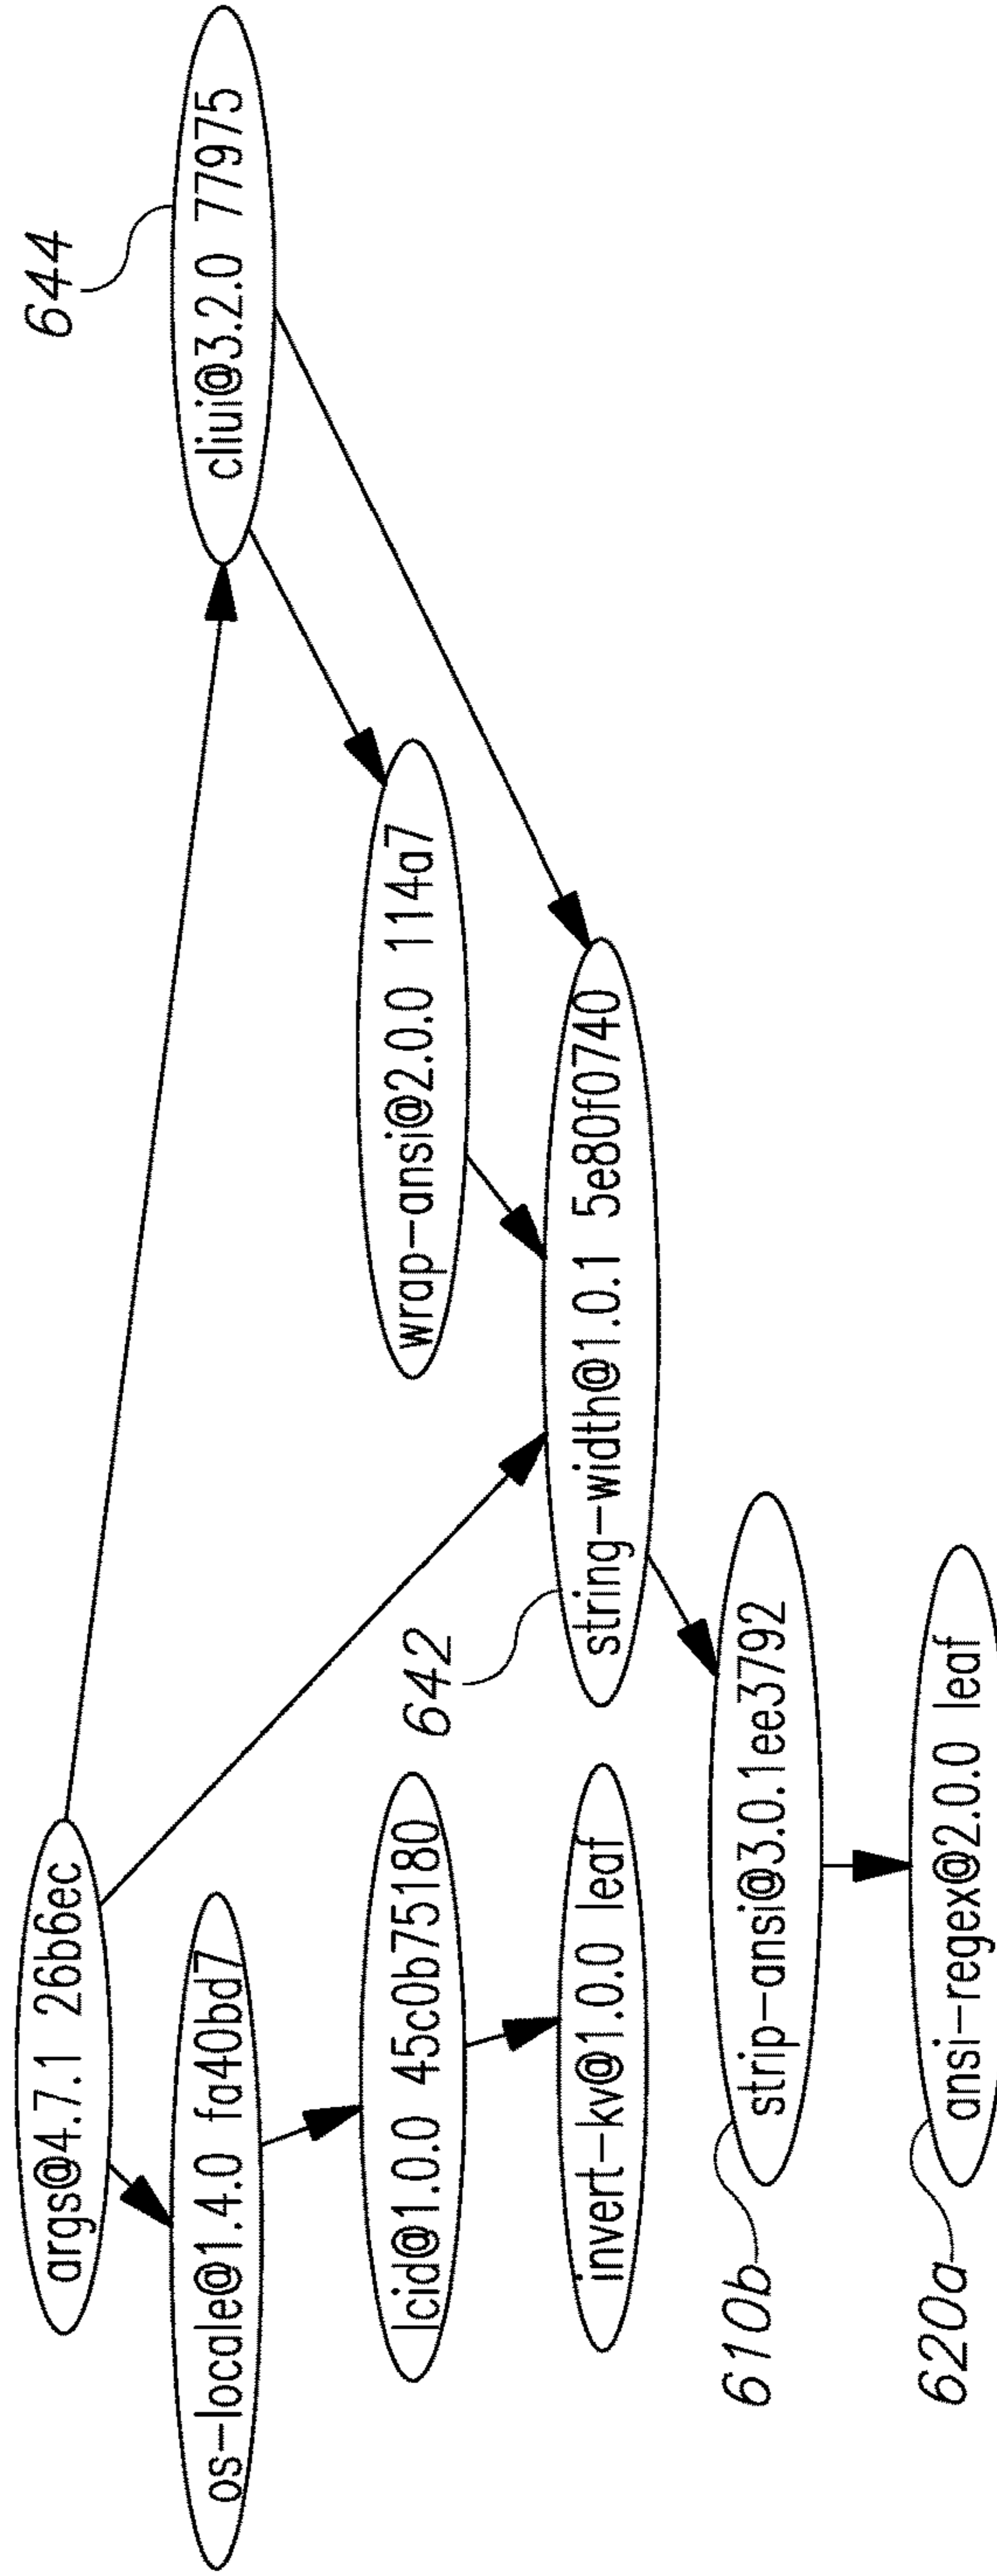 644
args@4.7.1 26b6ec
cliui@3.2.0 77975
os-locale@1.4.0 fa40bd7
lcid@1.0.0 45c0b75180
wrap-ansi@2.0.0 114a7
642
invert-kv@1.0.0 leaf
string-width@1.0.1 5e80f0740
610b
strip-ansi@3.0.1ee3792
620a
ansi-regex@2.0.0 leaf